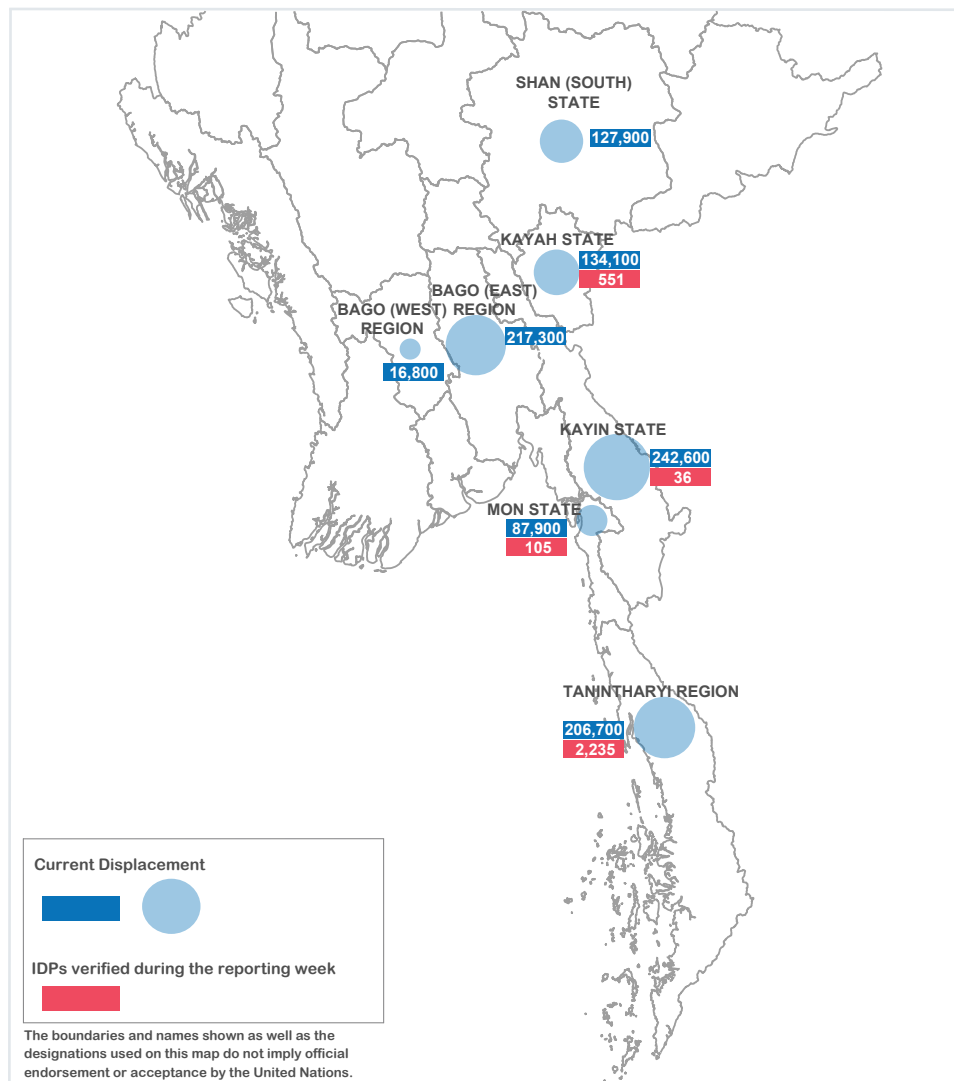 SHAN (SOUTH)
STATE
127,900
KAYAH STATE
134,100
551
BAGO (EAST)
REGION
217,300
BAGO (WEST)
REGION
16,800
KAYIN STATE
242,600
36
MON STATE
87,900
105
TANINTHARYI REGION
206,700
2,235
Current Displacement
IDPs verified during the reporting week
The boundaries and names shown as well as the
designations used on this map do not imply official
endorsement or acceptance by the United Nations.